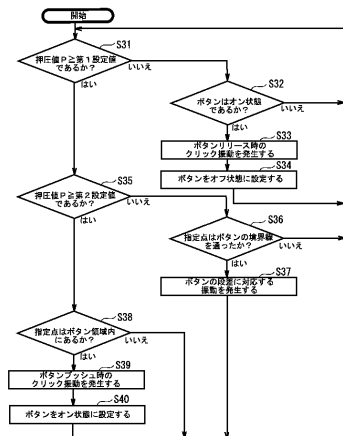 開始
S31
押圧値P≧第1設定値
であるか?
いいえ
はい
S32
ボタンはオン状態
であるか?
いいえ
はい
S33
ボタンリリース時の
クリック振動を発生する
S34
ボタンをオフ状態に設定する
S35
押圧値P≧第2設定値
であるか?
いいえ
はい
S36
指定点はボタンの境界線
を通ったか?
いいえ
はい
S37
ボタンの段差に対応する
振動を発生する
S38
指定点はボタン領域内
にあるか?
いいえ
はい
S39
ボタンプッシュ時の
クリック振動を発生する
S40
ボタンをオン状態に設定する